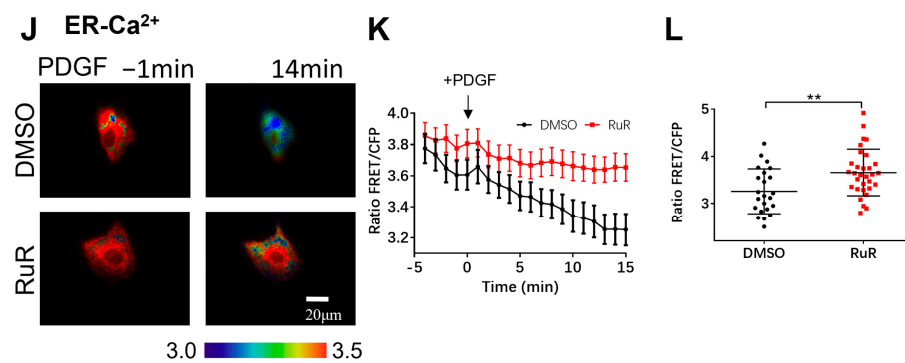 J ER-Ca²⁺
PDGF −1min 14min
DMSO
RuR
20μm
3.0 3.5
K
+PDGF
DMSO RuR
Ratio FRET/CFP
4.0
3.8
3.6
3.4
3.2
-5 0 5 10 15
Time (min)
L
**
Ratio FRET/CFP
5
4
3
DMSO RuR